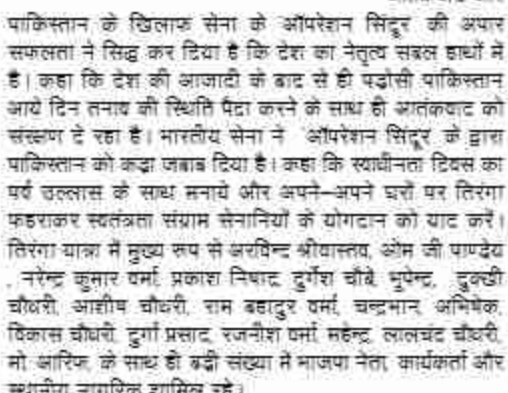 पाकिस्तान के खिलाफ सेना के ऑपरेशन सिंदूर की अपार
सफलता ने सिद्ध कर दिया है कि देश का नेतृत्व सबल हाथों में
है। कहा कि देश की आजादी के बाद से ही पड़ोसी पाकिस्तान
आये दिन तनाव की स्थिति पैदा करने के साथ ही आतंकवाद को
संरक्षण दे रहा है। भारतीय सेना ने ऑपरेशन सिंदूर के द्वारा
पाकिस्तान को कड़ा जबाब दिया है। कहा कि स्वाधीनता दिवस का
पर्व उल्लास के साथ मनाये और अपने–अपने घरों पर तिरंगा
फहराकर स्वतंत्रता संग्राम सेनानियों के योगदान को याद करें।
तिरंगा यात्रा में मुख्य रूप से अरविन्द श्रीवास्तव, ओम जी पाण्डेय
, नरेन्द्र कुमार वर्मा, प्रकाश निषाद, दुर्गेश चौबे, भुपेन्द्र, दुक्खी
चौधरी, आशीष चौधरी, राम बहादुर वर्मा, चन्द्रभान, अभिषेक,
विकास चौधरी, दुर्गा प्रसाद, रजनीश वर्मा, महेन्द्र, लालचंद चौधरी,
मो आरिफ, के साथ ही बड़ी संख्या में भाजपा नेता, कार्यकर्ता और
स्थानीय नागरिक शामिल रहे।